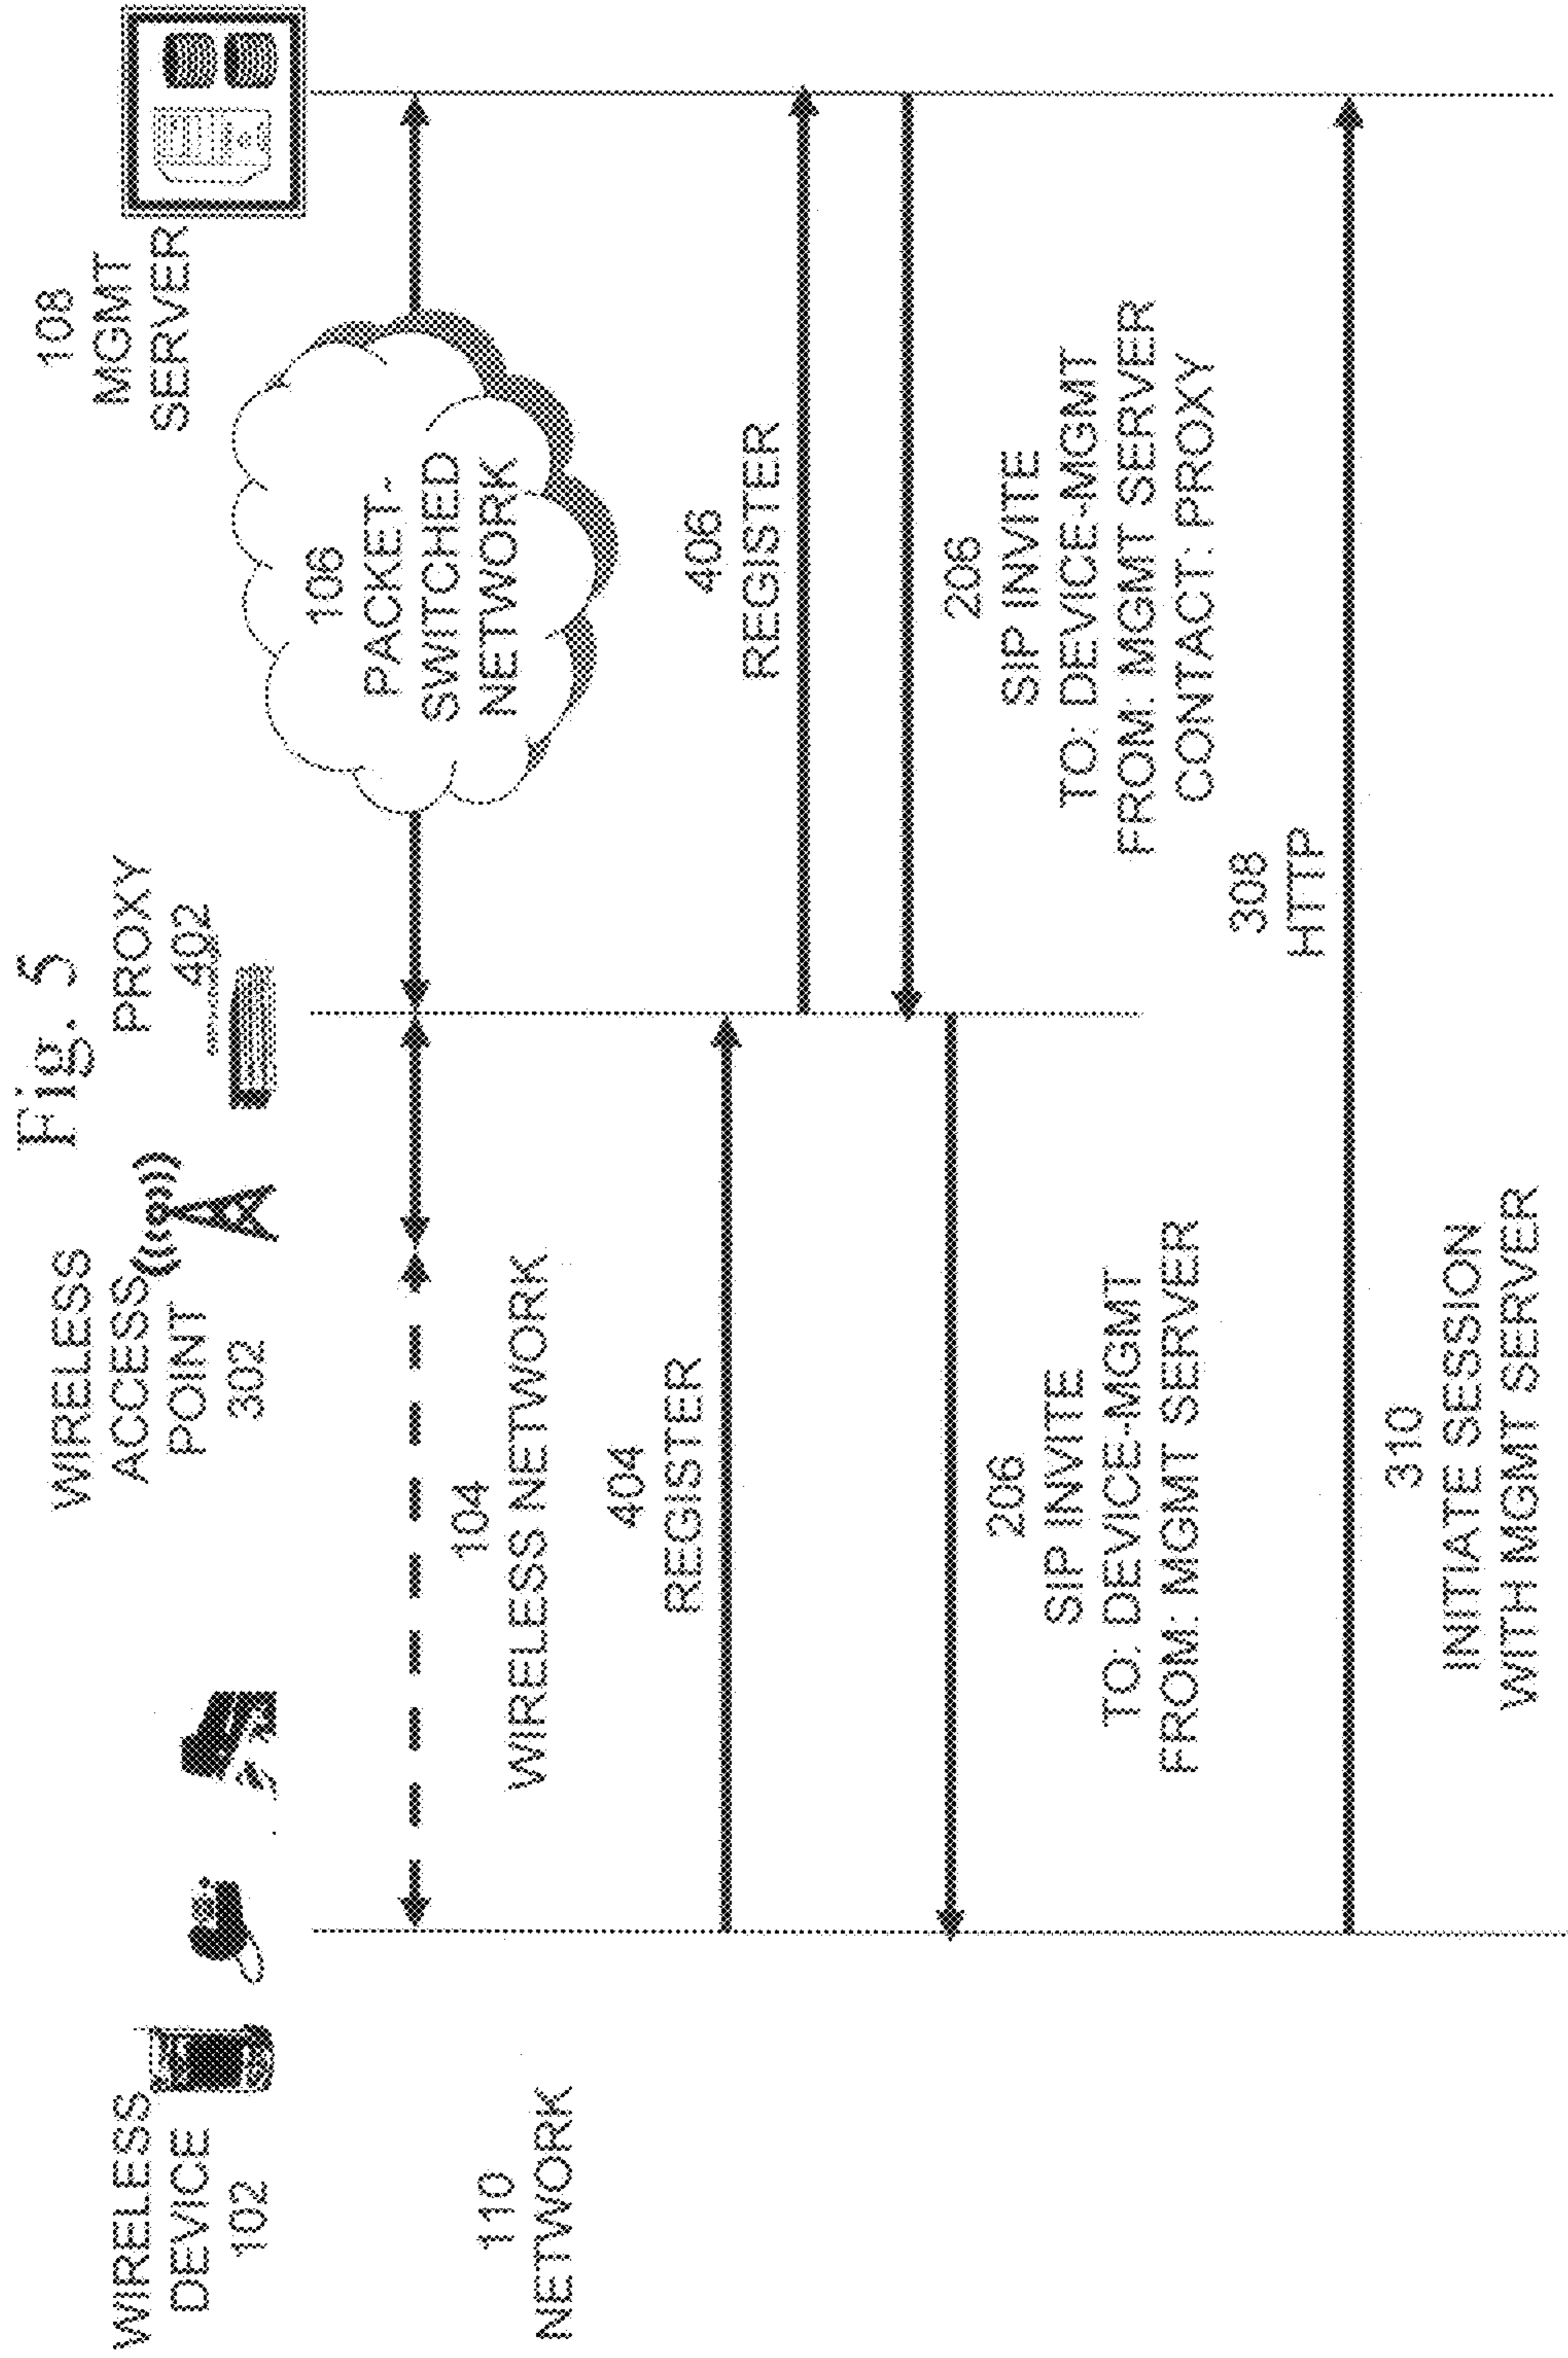 Fig. 5
WIRELESS
DEVICE
102
WIRELESS
ACCESS
POINT
302
PROXY
402
108
MGMT
SERVER
110
NETWORK
104
WIRELESS NETWORK
106
PACKET-
SWITCHED
NETWORK
404
REGISTER
406
REGISTER
206
SIP INVITE
TO: DEVICE-MGMT
FROM: MGMT SERVER
CONTACT: PROXY
206
SIP INVITE
TO: DEVICE-MGMT
FROM: MGMT SERVER
308
HTTP
310
INITIATE SESSION
WITH MGMT SERVER